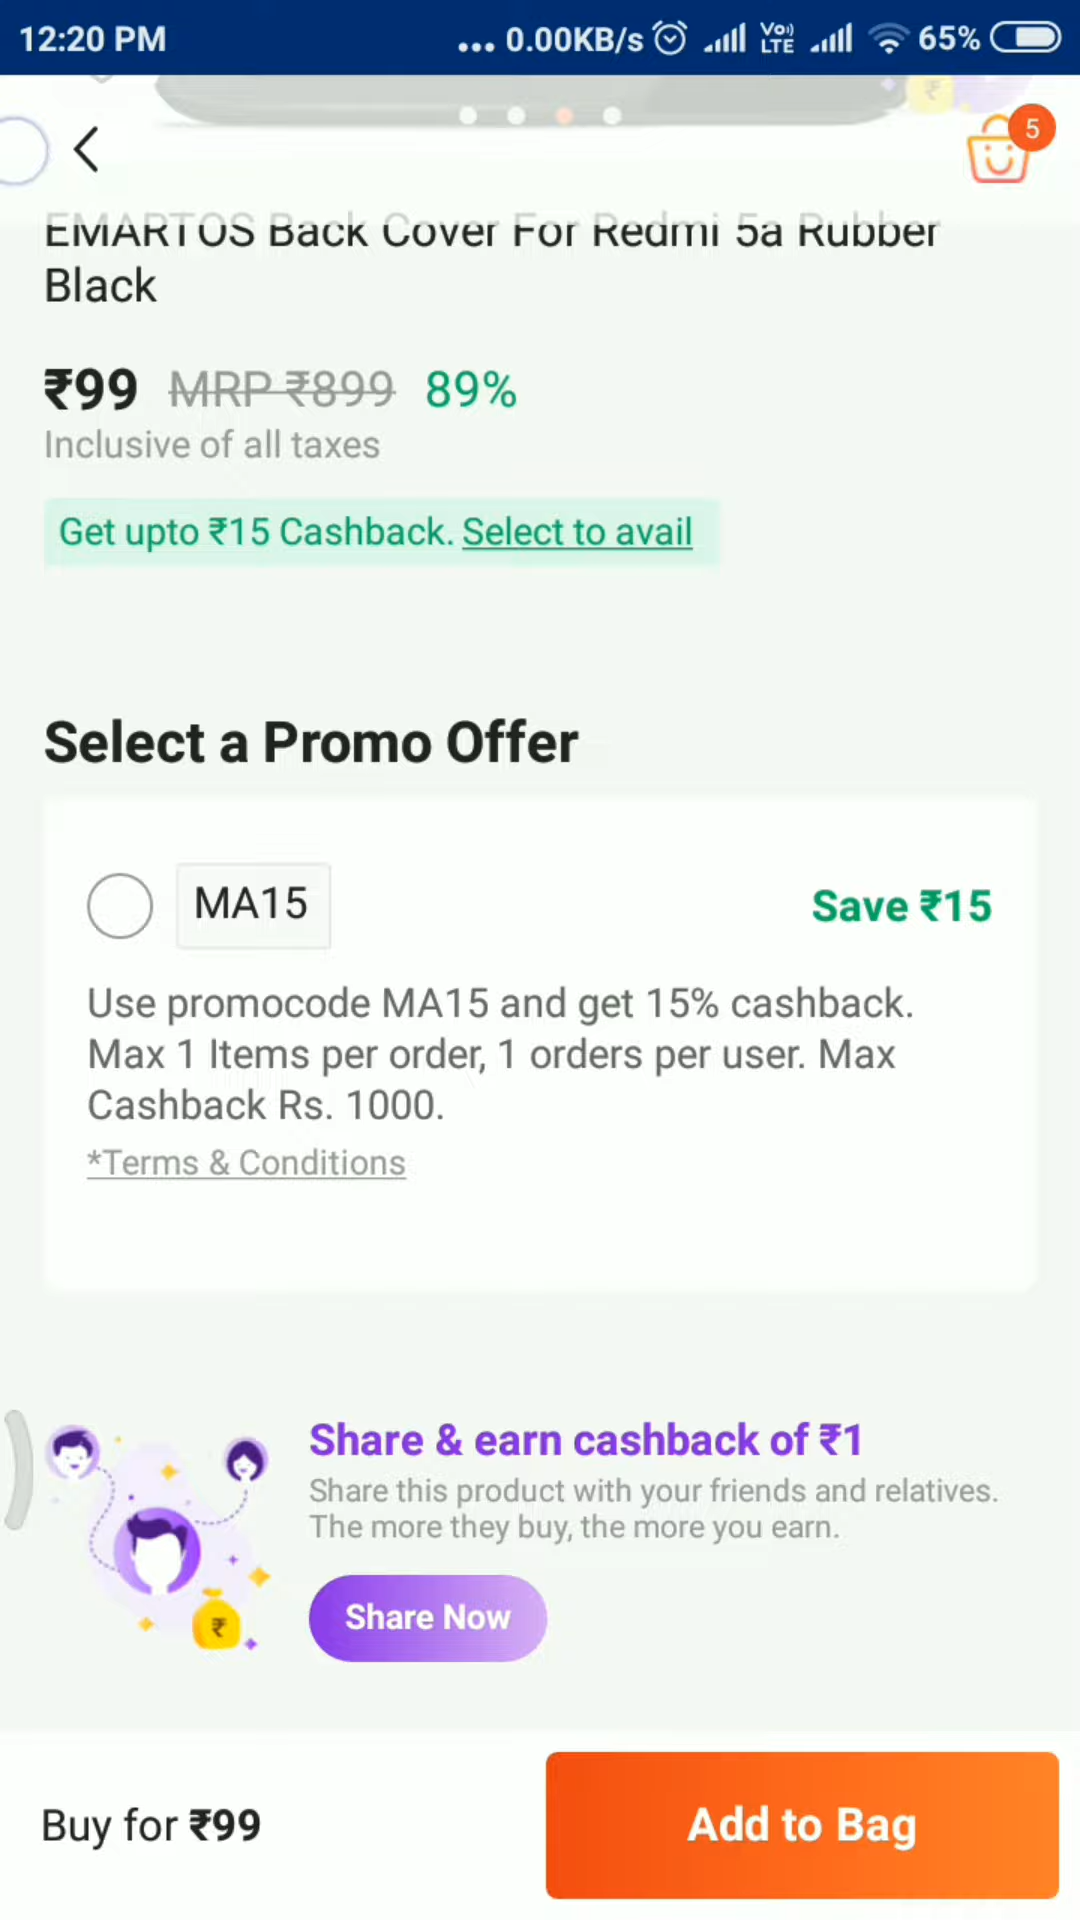 12:20 PM
... 0.00KB/s Vo)) LTE 65%
5
EMARTOS Back Cover For Redmi 5a Rubber
Black
₹99 MRP ₹899 89%
Inclusive of all taxes
Get upto ₹15 Cashback. Select to avail
Select a Promo Offer
MA15
Save ₹15
Use promocode MA15 and get 15% cashback.
Max 1 Items per order, 1 orders per user. Max
Cashback Rs. 1000.
*Terms & Conditions
Share & earn cashback of ₹1
Share this product with your friends and relatives.
The more they buy, the more you earn.
₹
Share Now
Buy for ₹99
Add to Bag